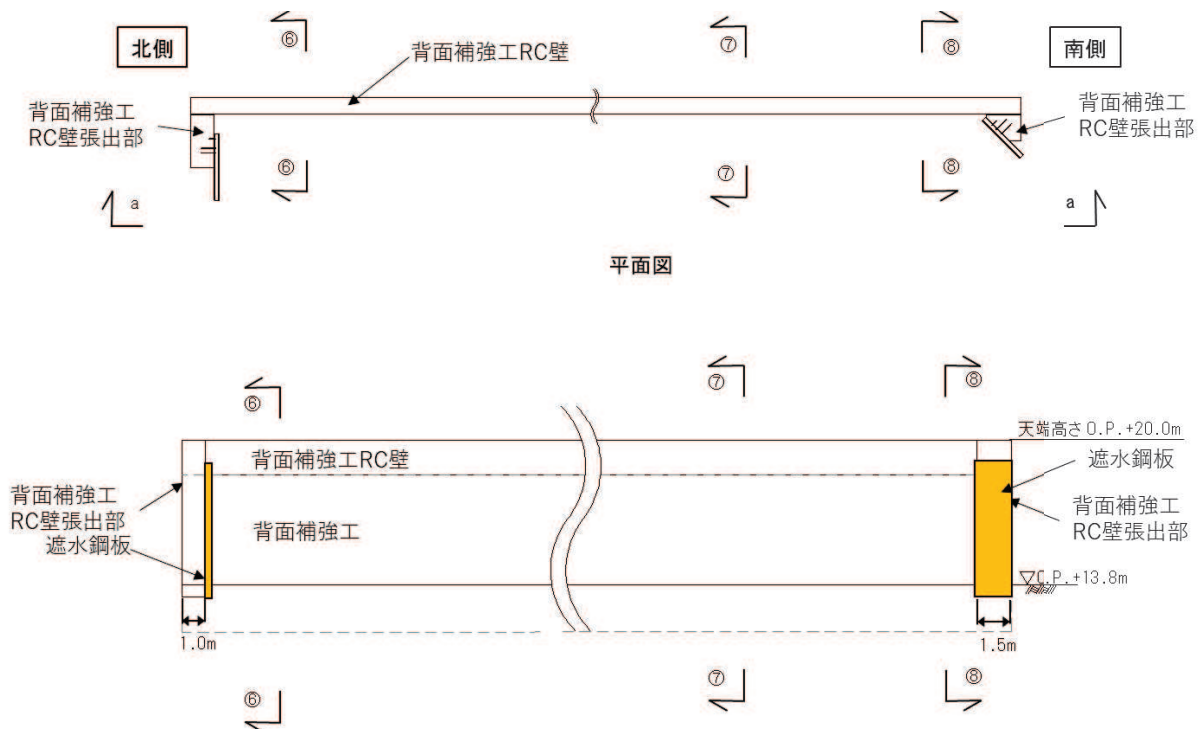 ⑥
⑦
⑧
北側
南側
背面補強工RC壁
背面補強工
RC壁張出部
背面補強工
RC壁張出部
⑥
⑦
⑧
a
a
平面図
⑥
⑦
⑧
天端高さO.P.+20.0m
背面補強工RC壁
遮水鋼板
背面補強工
RC壁張出部
遮水鋼板
背面補強工
背面補強工
RC壁張出部
O.P.+13.8m
1.0m
1.5m
⑥
⑦
⑧